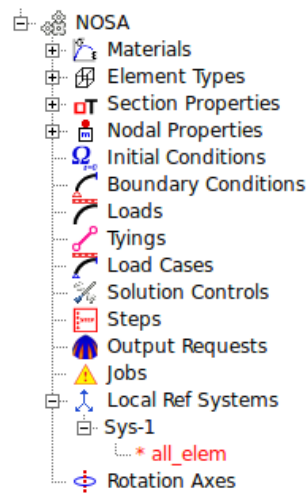 NOSA
Materials
Element Types
Section Properties
Nodal Properties
Initial Conditions
Boundary Conditions
Loads
Tyings
Load Cases
Solution Controls
Steps
Output Requests
Jobs
Local Ref Systems
Sys-1
* all_elem
Rotation Axes